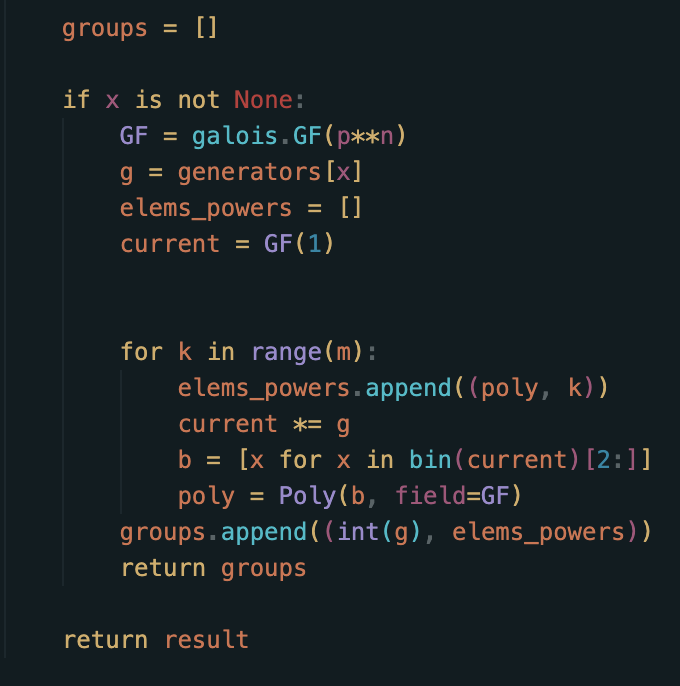 groups = []
if x is not None:
GF = galois.GF(p**n)
g = generators[x]
elems_powers = []
current = GF(1)
for k in range(m):
elems_powers.append((poly, k))
current *= g
b = [x for x in bin(current)[2:]]
poly = Poly(b, field=GF)
groups.append((int(g), elems_powers))
return groups
return result